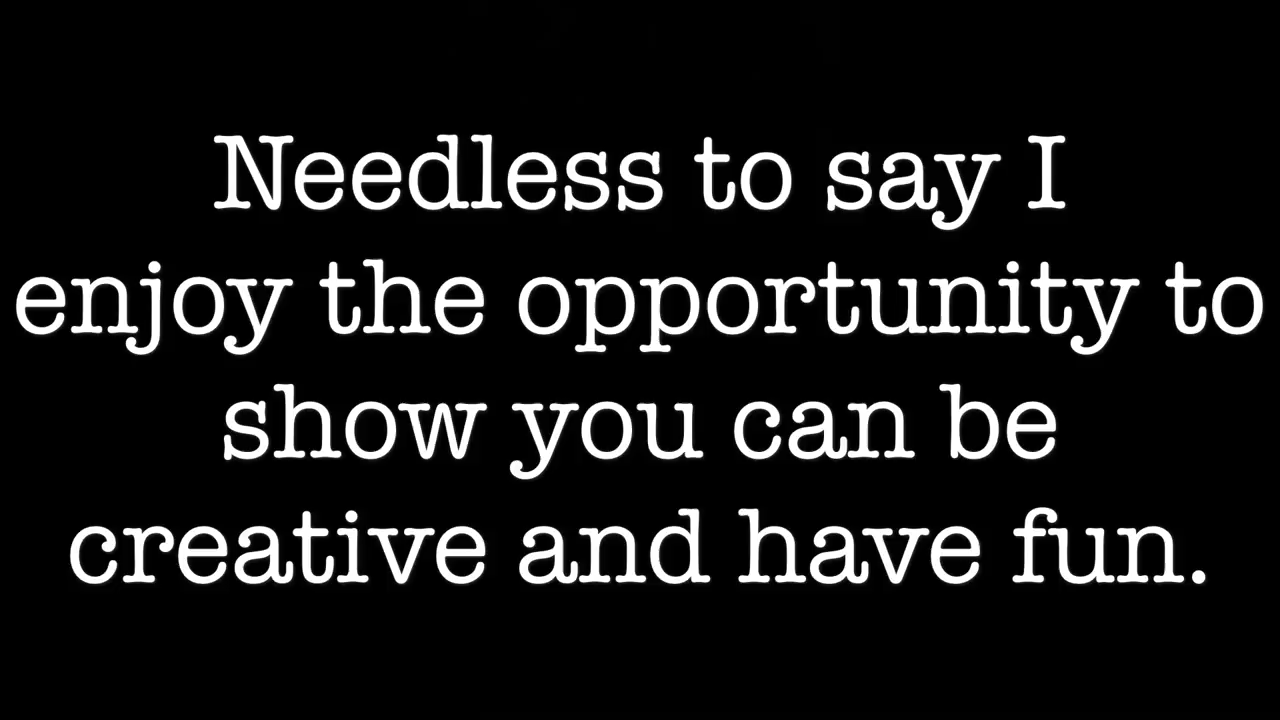 Needless to say I
enjoy the opportunity to
show you can be
creative and have fun.